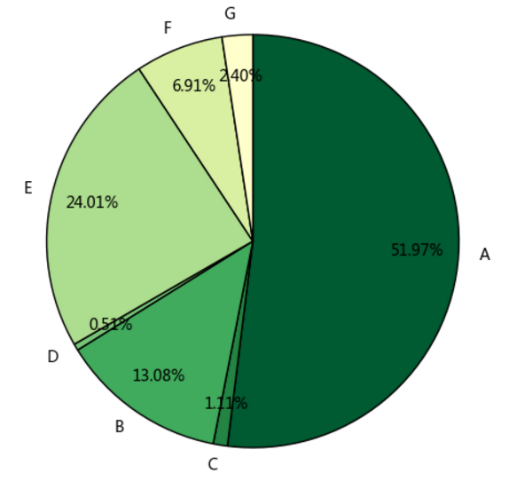 G
F
2.40%
6.91%
E
24.01%
51.97%
A
0.51%
D
13.08%
1.11%
B
C